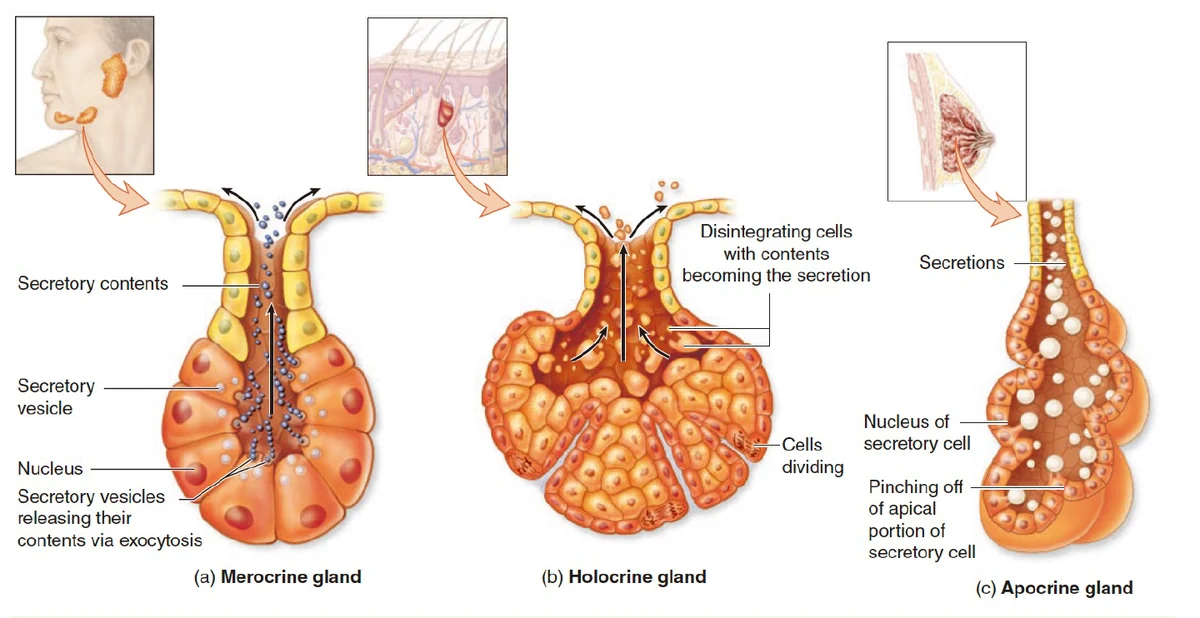 Secretory contents
Secretory
vesicle
Nucleus
Secretory vesicles
releasing their
contents via exocytosis
(a) Merocrine gland
Disintegrating cells
with contents
becoming the secretion
Cells
dividing
(b) Holocrine gland
Secretions
Nucleus of
secretory cell
Pinching off
of apical
portion of
secretory cell
(c) Apocrine gland